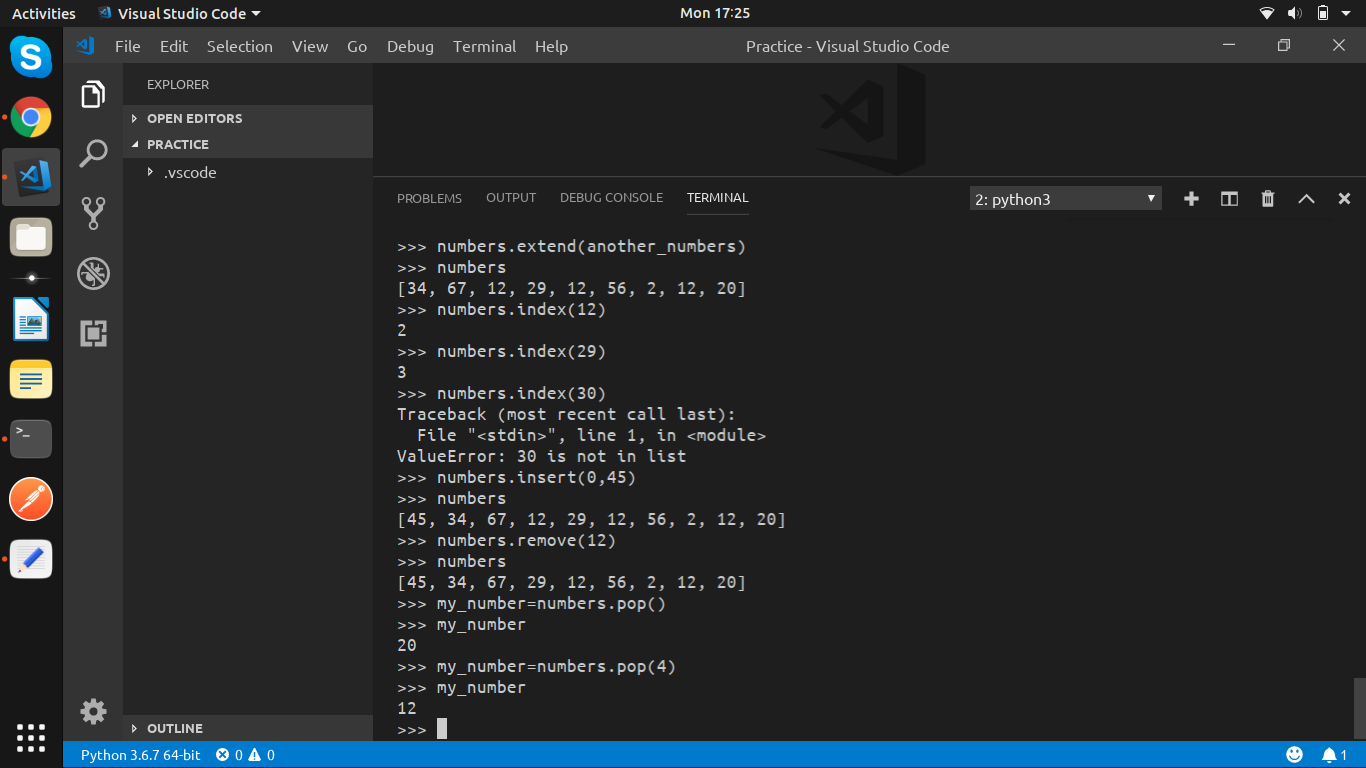 Activities Visual Studio Code Mon 17:25
File Edit Selection View Go Debug Terminal Help Practice - Visual Studio Code
EXPLORER
OPEN EDITORS
PRACTICE
.vscode
OUTLINE
PROBLEMS OUTPUT DEBUG CONSOLE TERMINAL 2: python3
>>> numbers.extend(another_numbers)
>>> numbers
[34, 67, 12, 29, 12, 56, 2, 12, 20]
>>> numbers.index(12)
2
>>> numbers.index(29)
3
>>> numbers.index(30)
Traceback (most recent call last):
  File "<stdin>", line 1, in <module>
ValueError: 30 is not in list
>>> numbers.insert(0,45)
>>> numbers
[45, 34, 67, 12, 29, 12, 56, 2, 12, 20]
>>> numbers.remove(12)
>>> numbers
[45, 34, 67, 29, 12, 56, 2, 12, 20]
>>> my_number=numbers.pop()
>>> my_number
20
>>> my_number=numbers.pop(4)
>>> my_number
12
>>>
Python 3.6.7 64-bit 0 0 1